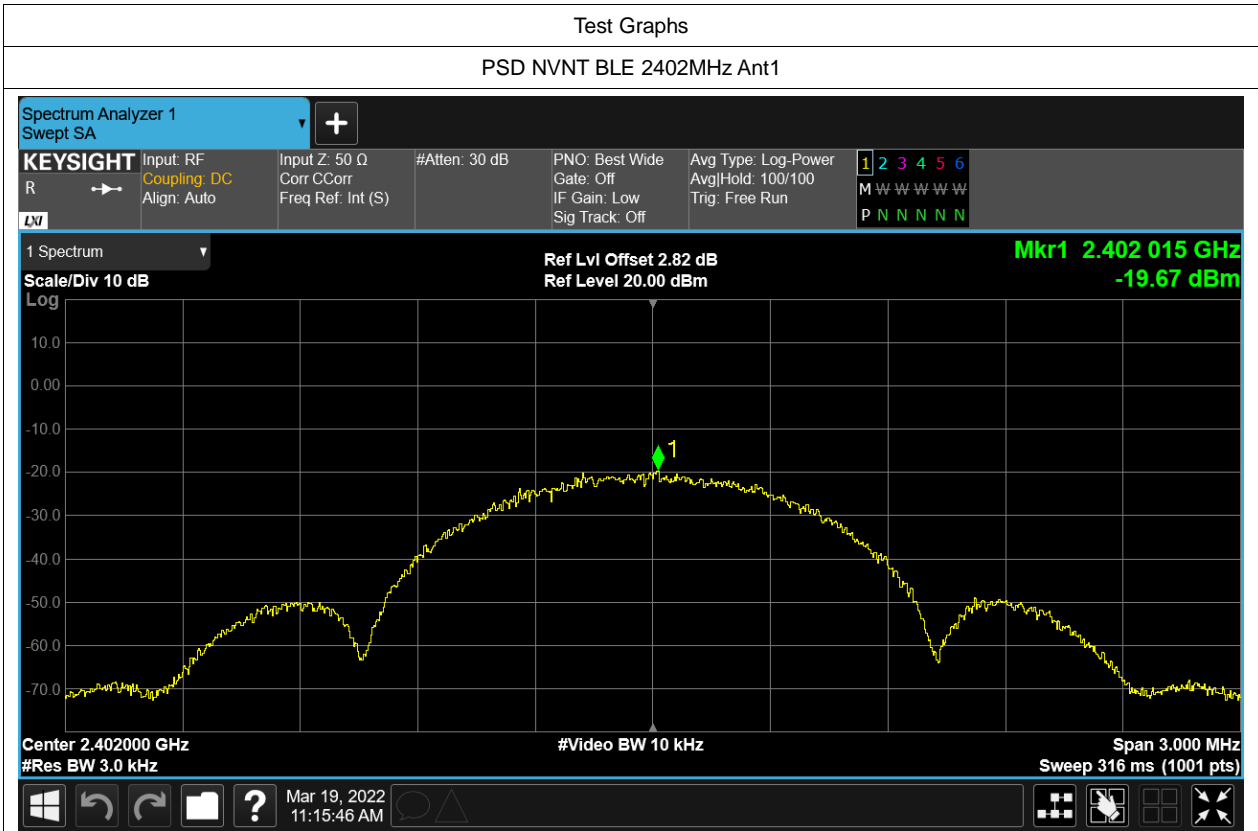 Test Graphs
PSD NVNT BLE 2402MHz Ant1
Spectrum Analyzer 1
Swept SA
KEYSIGHT
R
LXI
Input: RF
Coupling: DC
Align: Auto
Input Z: 50 Ω
Corr CCorr
Freq Ref: Int (S)
#Atten: 30 dB
PNO: Best Wide
Gate: Off
IF Gain: Low
Sig Track: Off
Avg Type: Log-Power
Avg|Hold: 100/100
Trig: Free Run
1 2 3 4 5 6
M W W W W W
P N N N N N
1 Spectrum
Scale/Div 10 dB
Log
Ref Lvl Offset 2.82 dB
Ref Level 20.00 dBm
Mkr1 2.402 015 GHz
-19.67 dBm
10.0
0.00
-10.0
-20.0
-30.0
-40.0
-50.0
-60.0
-70.0
1
Center 2.402000 GHz
#Res BW 3.0 kHz
#Video BW 10 kHz
Span 3.000 MHz
Sweep 316 ms (1001 pts)
?
Mar 19, 2022
11:15:46 AM